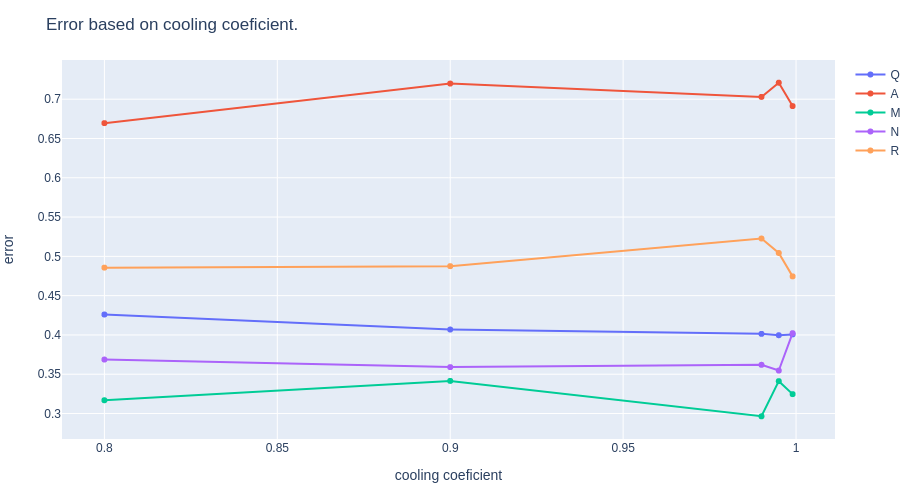 Error based on cooling coeficient.
Q
A
M
N
R
0.7
0.65
0.6
0.55
0.5
0.45
0.4
0.35
0.3
error
0.8
0.85
0.9
0.95
1
cooling coeficient